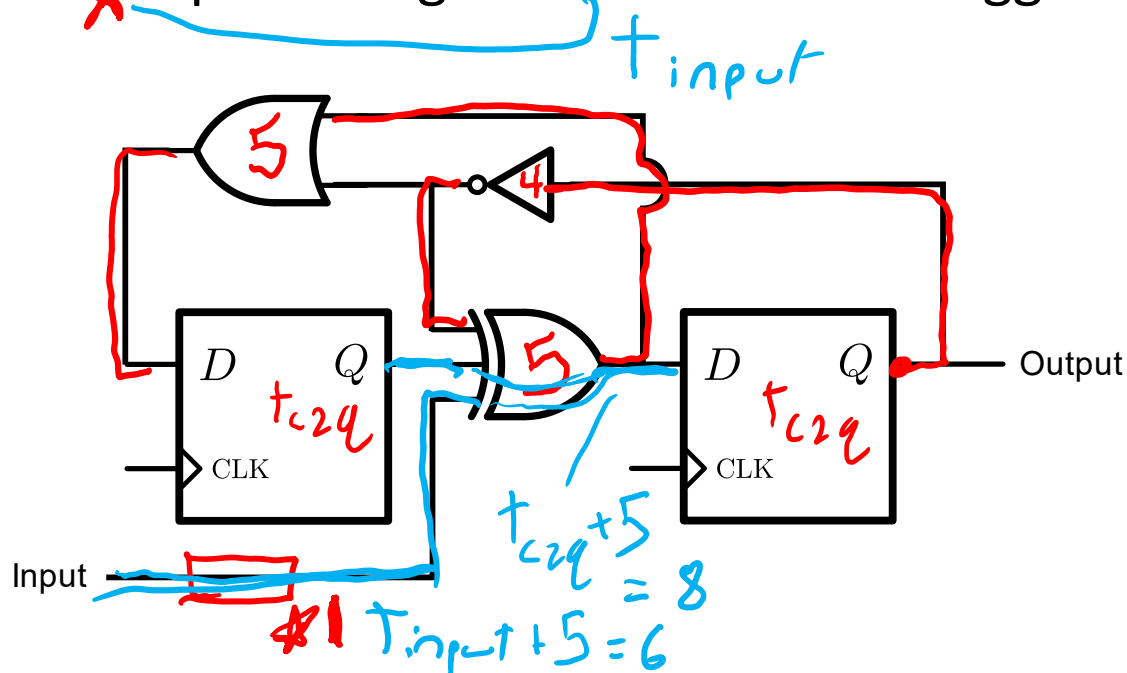 t input
5
4
D Q
5
D Q
Output
t c2q
t c2q
CLK
CLK
t c2q +5
= 8
Input
1
T input + 5 = 6